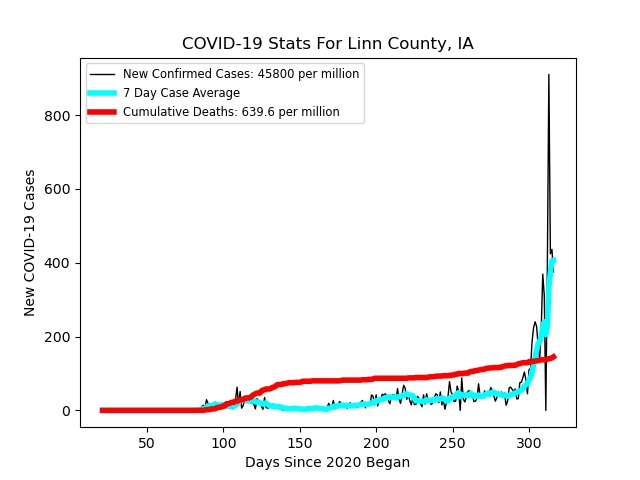 COVID-19 Stats For Linn County, IA
New Confirmed Cases: 45800 per million
7 Day Case Average
Cumulative Deaths: 639.6 per million
New COVID-19 Cases
800
600
400
200
0
50 100 150 200 250 300
Days Since 2020 Began